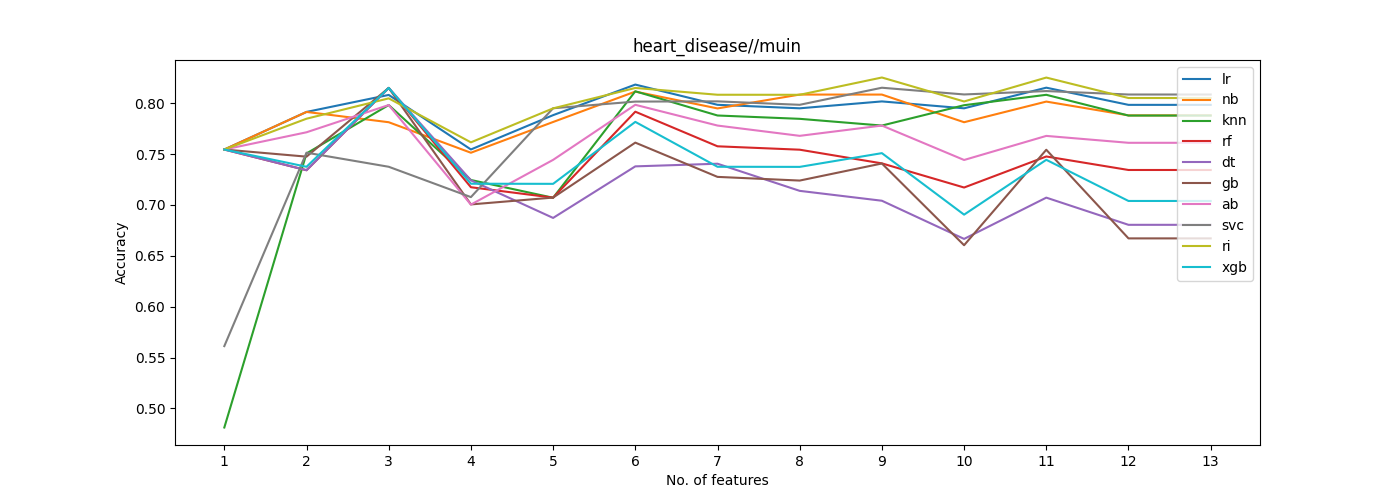 heart_disease//muin
Accuracy
0.80
0.75
0.70
0.65
0.60
0.55
0.50
1 2 3 4 5 6 7 8 9 10 11 12 13
No. of features
lr
nb
knn
rf
dt
gb
ab
svc
ri
xgb